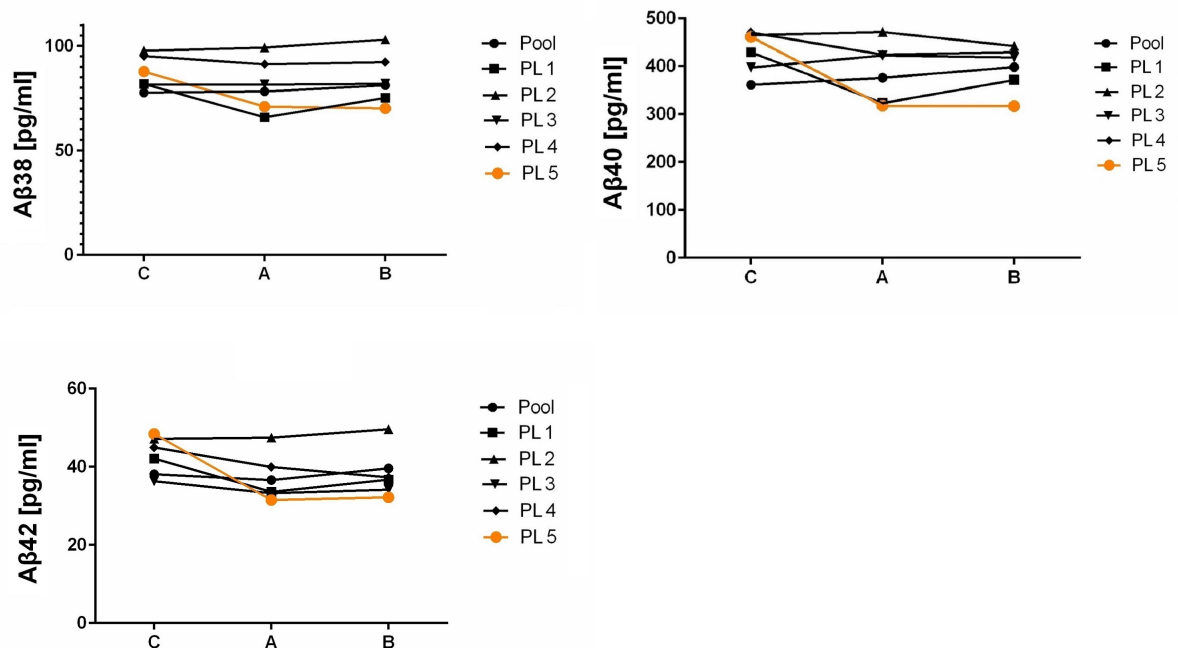 Aβ38 [pg/ml]
100
50
0
C A B
Pool
PL 1
PL 2
PL 3
PL 4
PL 5
Aβ40 [pg/ml]
500
400
300
200
100
0
C A B
Pool
PL 1
PL 2
PL 3
PL 4
PL 5
Aβ42 [pg/ml]
60
40
20
0
C A B
Pool
PL 1
PL 2
PL 3
PL 4
PL 5